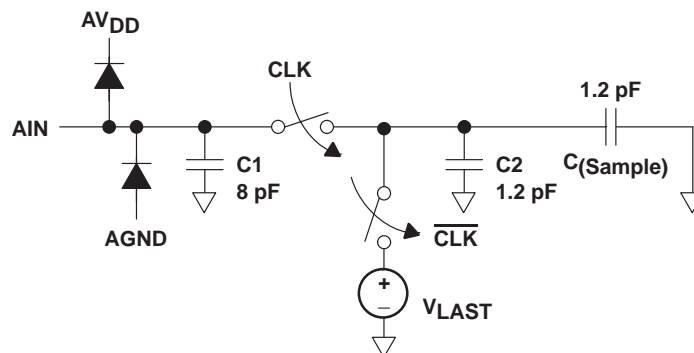 AVDD
CLK
1.2 pF
AIN
C1
8 pF
C2
1.2 pF
C(Sample)
AGND
CLK
+
–
VLAST